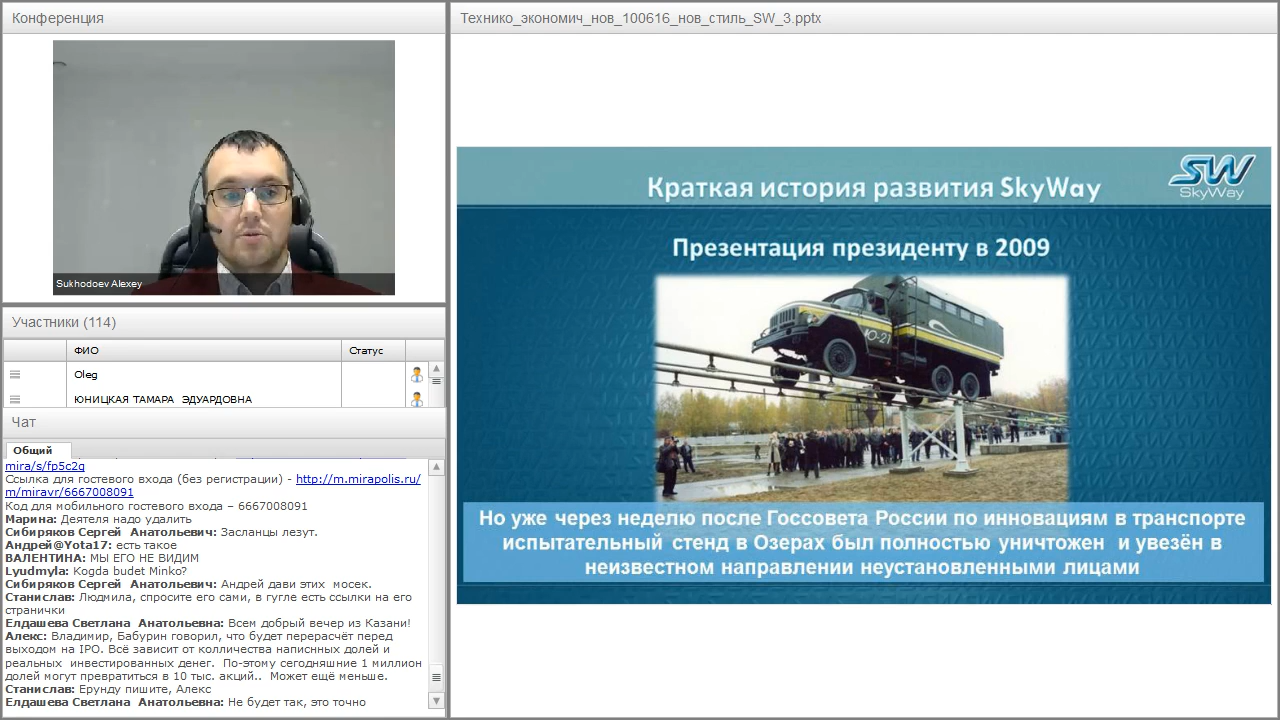 Конференция
Sukhodoev Alexey
Участники (114)
ФИО
Статус
Oleg
ЮНИЦКАЯ ТАМАРА ЭДУАРДОВНА
Чат
Общий
mira/s/fp5c2q
Ссылка для гостевого входа (без регистрации) - http://m.mirapolis.ru/
m/miravr/6667008091
Код для мобильного гостевого входа – 6667008091
Марина: Деятеля надо удалить
Сибиряков Сергей Анатольевич: Засланцы лезут.
Андрей@Yota17: есть такое
ВАЛЕНТИНА: МЫ ЕГО НЕ ВИДИМ
Lyudmyla: Kogda budet Minko?
Сибиряков Сергей Анатольевич: Андрей дави этих мосек.
Станислав: Людмила, спросите его сами, в гугле есть ссылки на его
странички
Елдашева Светлана Анатольевна: Всем добрый вечер из Казани!
Алекс: Владимир, Бабурин говорил, что будет перерасчёт перед
выходом на IPO. Всё зависит от колличества написнных долей и
реальных инвестированных денег. По-этому сегодняшние 1 миллион
долей могут превратиться в 10 тыс. акций.. Может ещё меньше.
Станислав: Ерунду пишите, Алекс
Елдашева Светлана Анатольевна: Не будет так, это точно
Технико_экономич_нов_100616_нов_стиль_SW_3.pptx
Краткая история развития SkyWay
SW
SkyWay
Презентация президенту в 2009
Ю-21
Но уже через неделю после Госсовета России по инновациям в транспорте
испытательный стенд в Озерах был полностью уничтожен и увезён в
неизвестном направлении неустановленными лицами